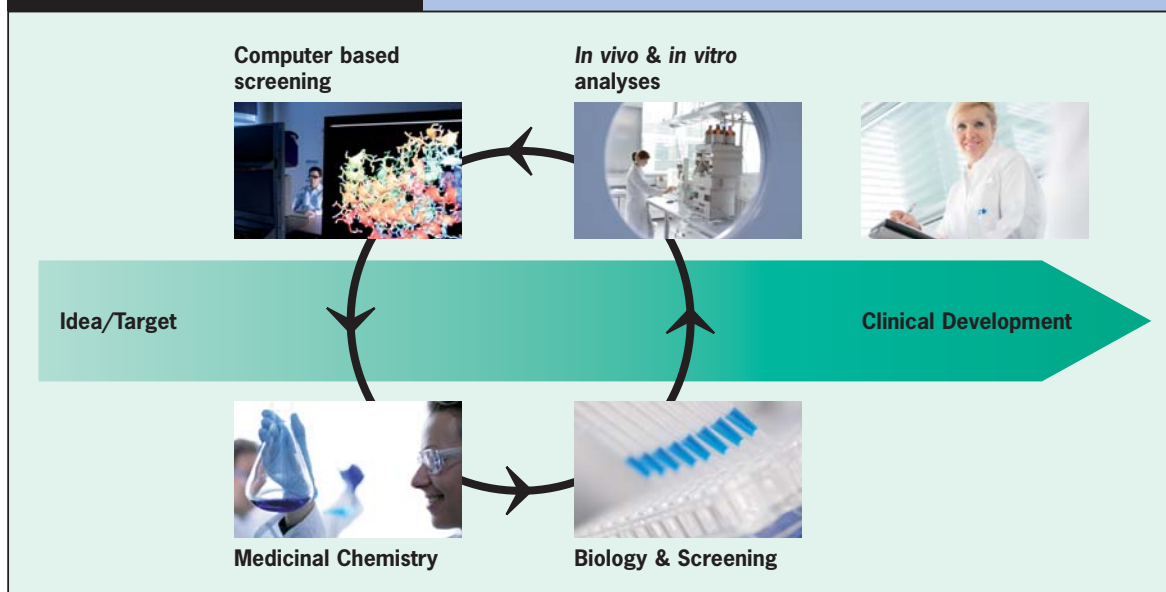 Computer based
screening
In vivo & in vitro
analyses
Idea/Target
Clinical Development
Medicinal Chemistry
Biology & Screening